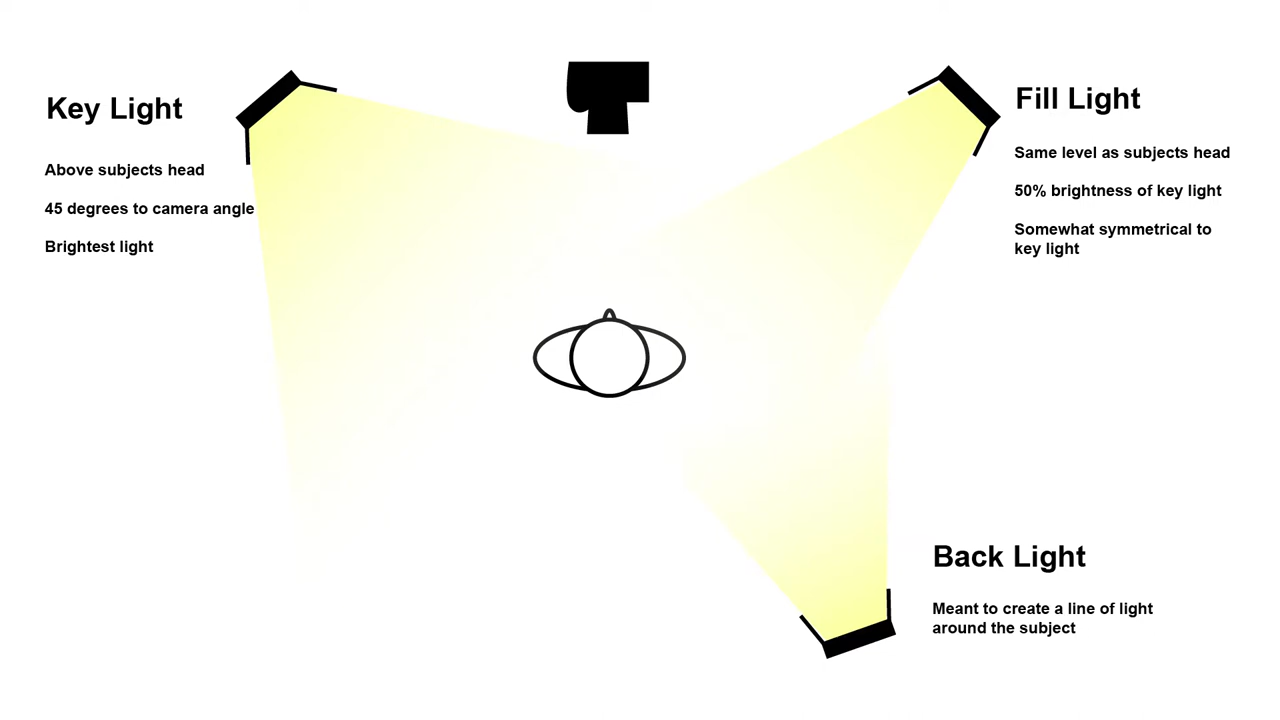 Key Light
Above subjects head
45 degrees to camera angle
Brightest light
Fill Light
Same level as subjects head
50% brightness of key light
Somewhat symmetrical to
key light
Back Light
Meant to create a line of light
around the subject